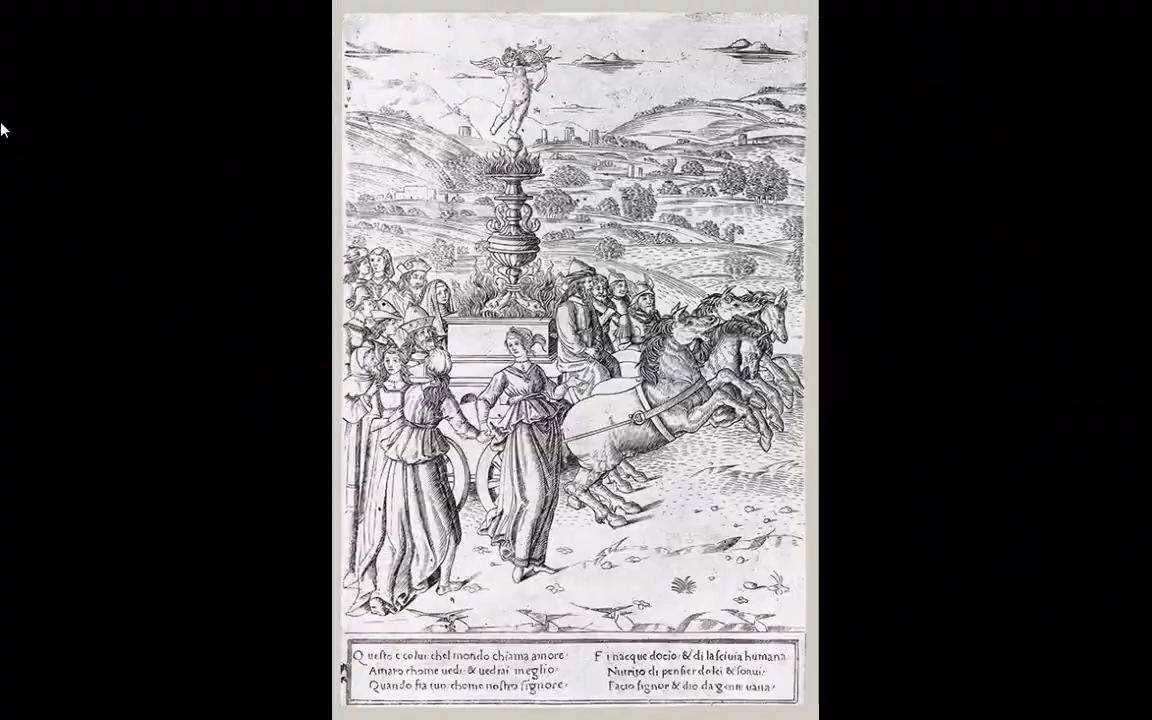 Questo e colui chel mondo chiama amore·
Amaro chome uedi· & uedrai meglio·
Quando fia tuo· chome nostro signore·
Ei nacque docio· & di lasciuia humana·
Nutrito di pensier dolci & soaui·
Facto signor & dio da gente uana·